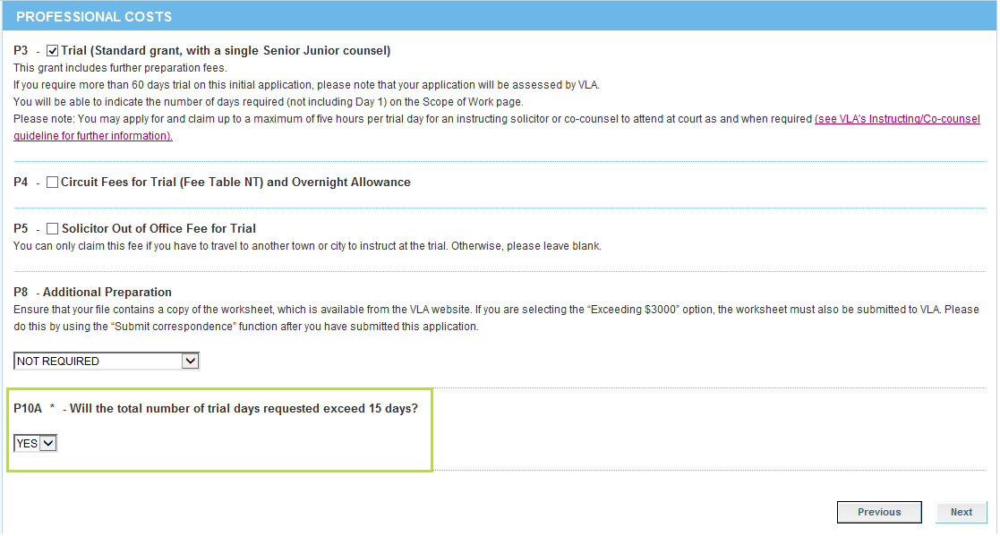 PROFESSIONAL COSTS
P3 - Trial (Standard grant, with a single Senior Junior counsel)
This grant includes further preparation fees.
If you require more than 60 days trial on this initial application, please note that your application will be assessed by VLA.
You will be able to indicate the number of days required (not including Day 1) on the Scope of Work page.
Please note: You may apply for and claim up to a maximum of five hours per trial day for an instructing solicitor or co-counsel to attend at court as and when required (see VLA's Instructing/Co-counsel
guideline for further information).
P4 - Circuit Fees for Trial (Fee Table NT) and Overnight Allowance
P5 - Solicitor Out of Office Fee for Trial
You can only claim this fee if you have to travel to another town or city to instruct at the trial. Otherwise, please leave blank.
P8 - Additional Preparation
Ensure that your file contains a copy of the worksheet, which is available from the VLA website. If you are selecting the “Exceeding $3000” option, the worksheet must also be submitted to VLA. Please
do this by using the “Submit correspondence” function after you have submitted this application.
NOT REQUIRED
P10A * - Will the total number of trial days requested exceed 15 days?
YES
Previous Next